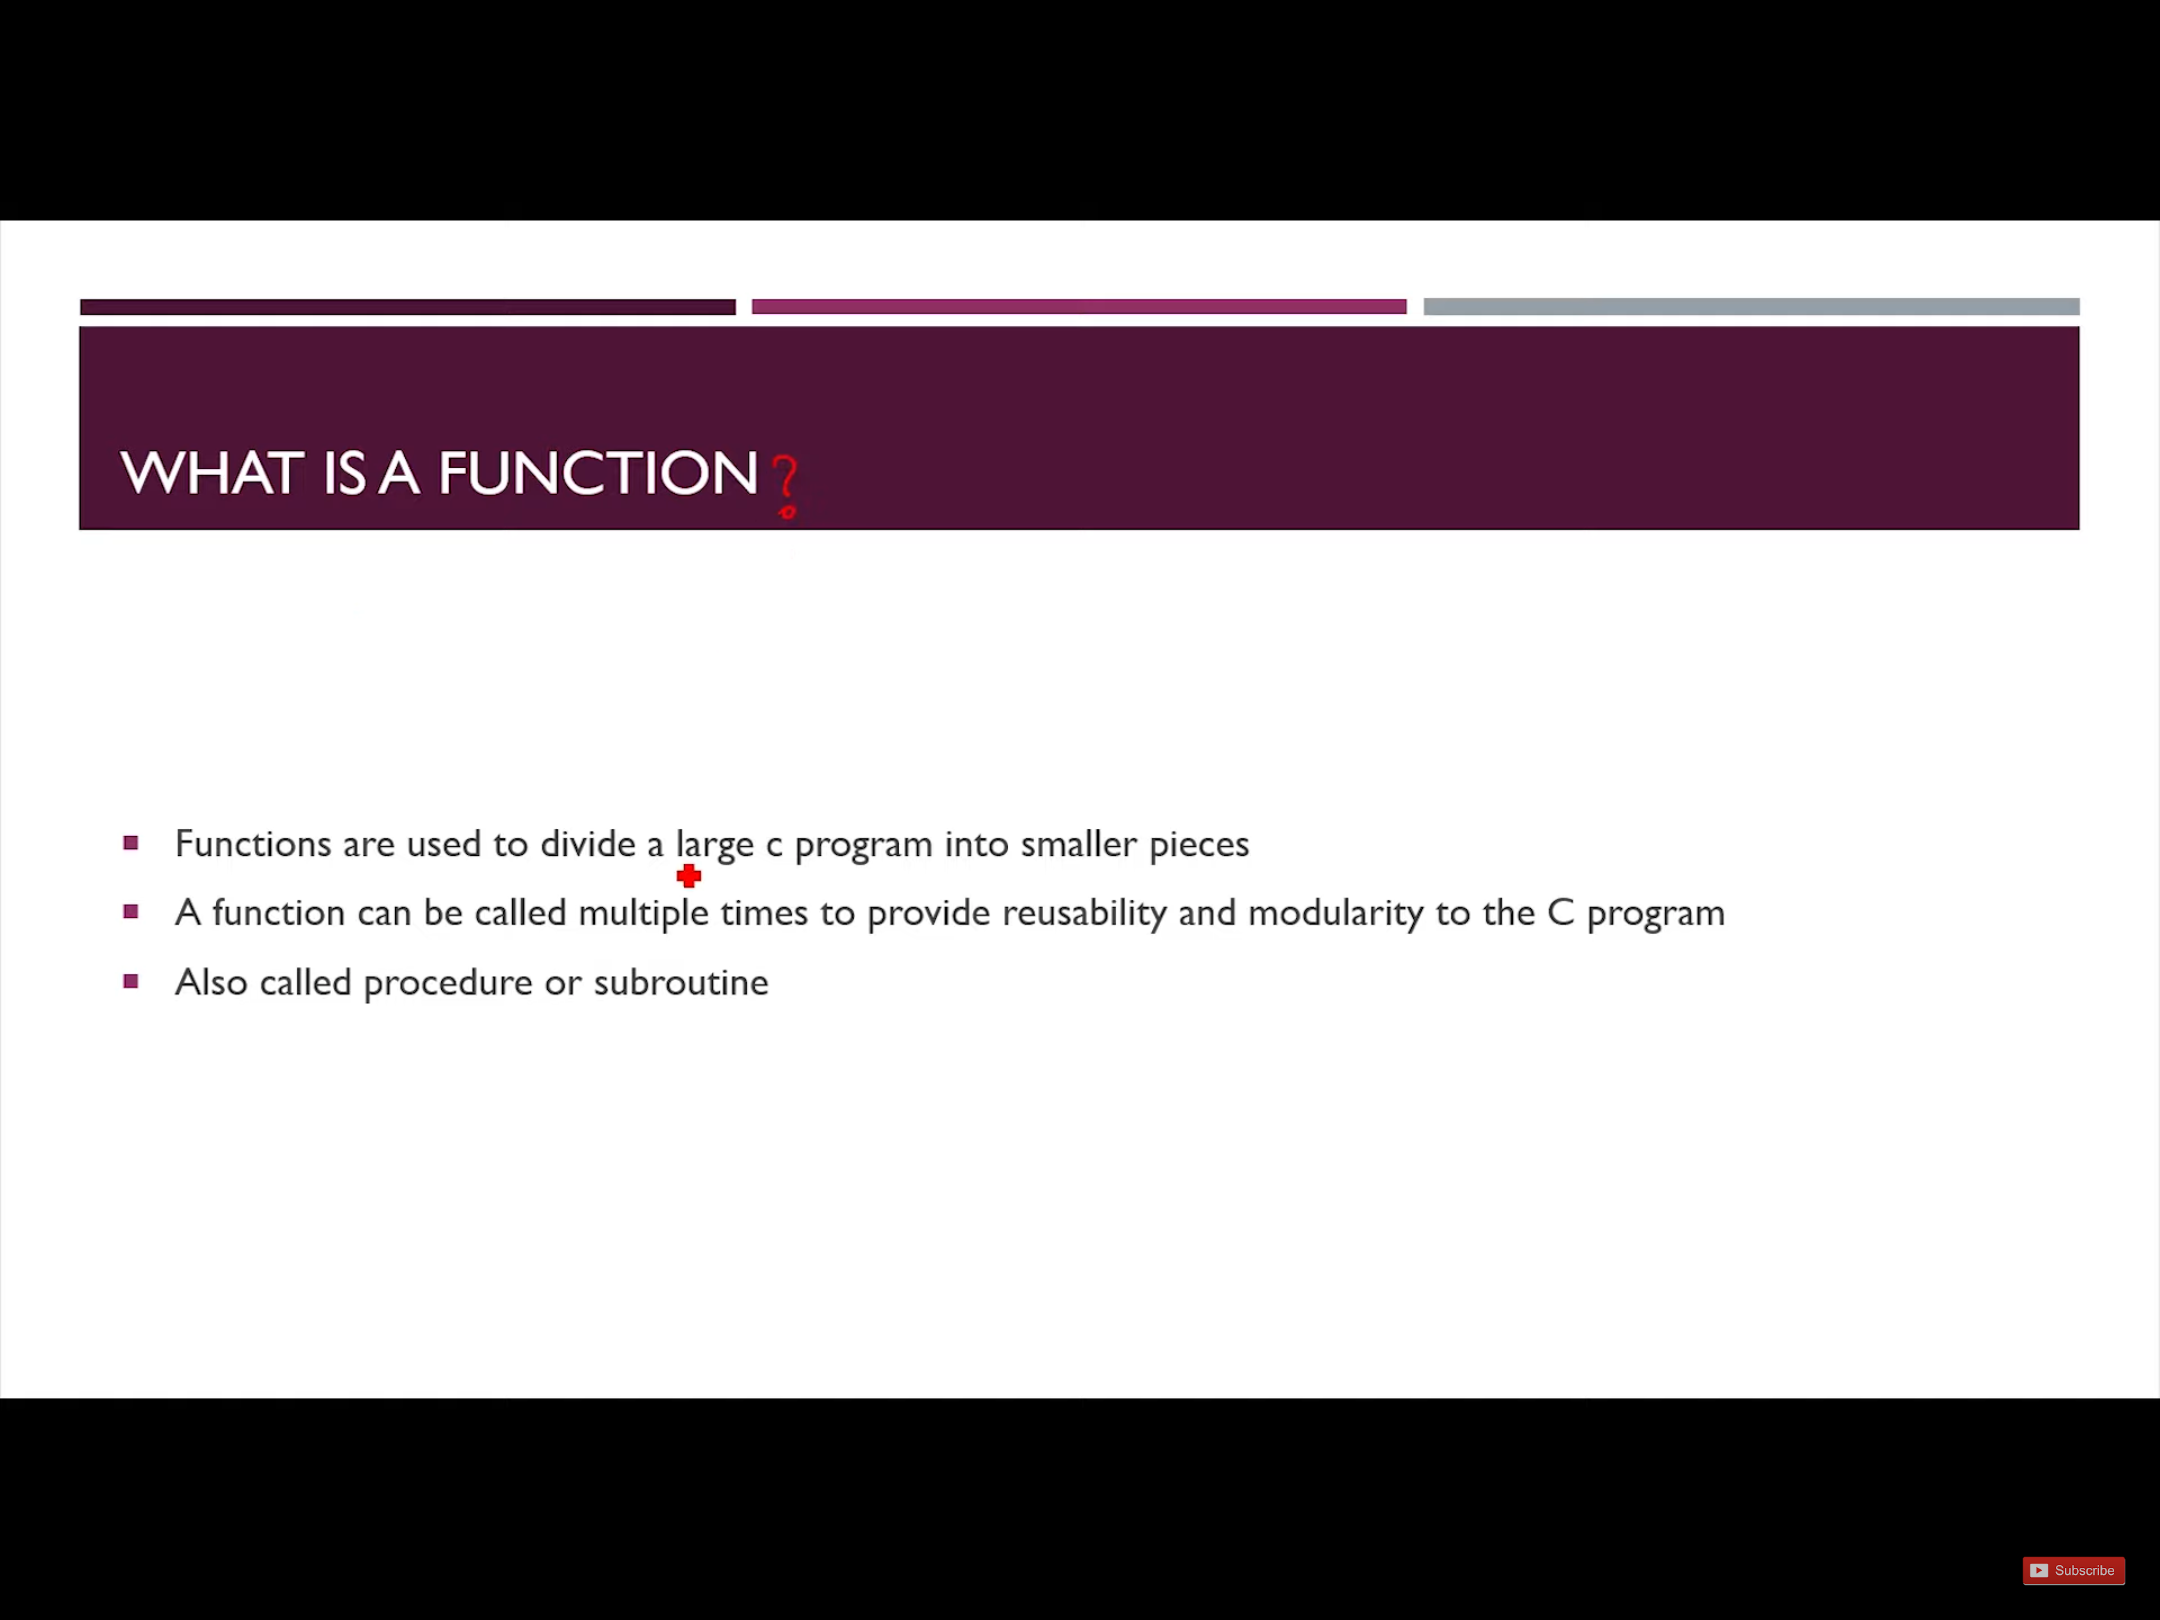 WHAT IS A FUNCTION?
Functions are used to divide a large c program into smaller pieces
A function can be called multiple times to provide reusability and modularity to the C program
Also called procedure or subroutine
Subscribe